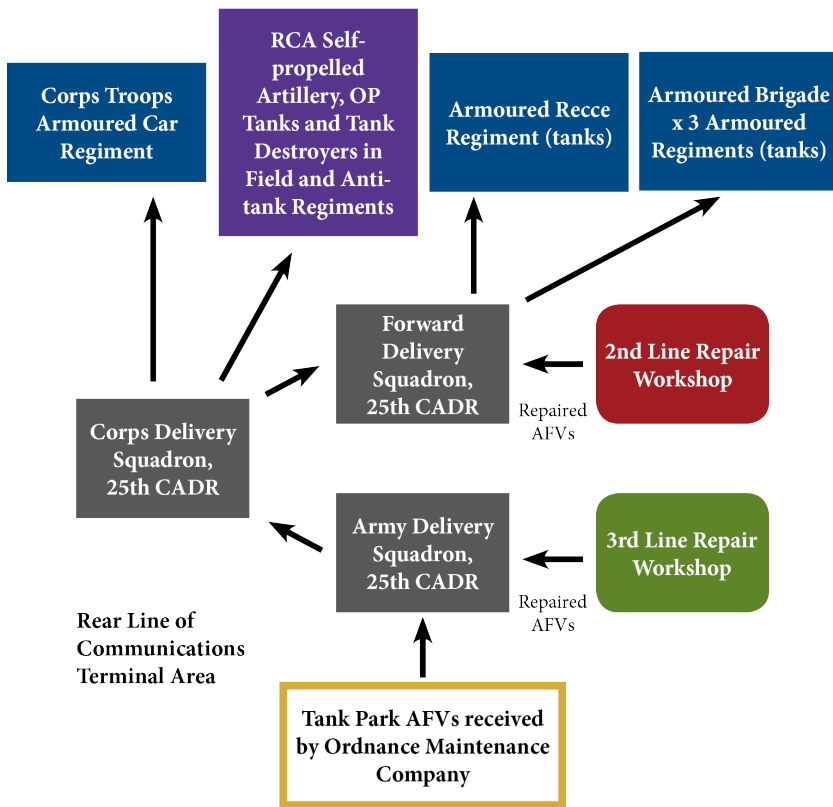 Corps Troops
Armoured Car
Regiment
RCA Self-
propelled
Artillery, OP
Tanks and Tank
Destroyers in
Field and Anti-
tank Regiments
Armoured Recce
Regiment (tanks)
Armoured Brigade
x 3 Armoured
Regiments (tanks)
Forward
Delivery
Squadron,
25th CADR
2nd Line Repair
Workshop
Repaired
AFVs
Corps Delivery
Squadron,
25th CADR
Army Delivery
Squadron,
25th CADR
3rd Line Repair
Workshop
Repaired
AFVs
Rear Line of
Communications
Terminal Area
Tank Park AFVs received
by Ordnance Maintenance
Company